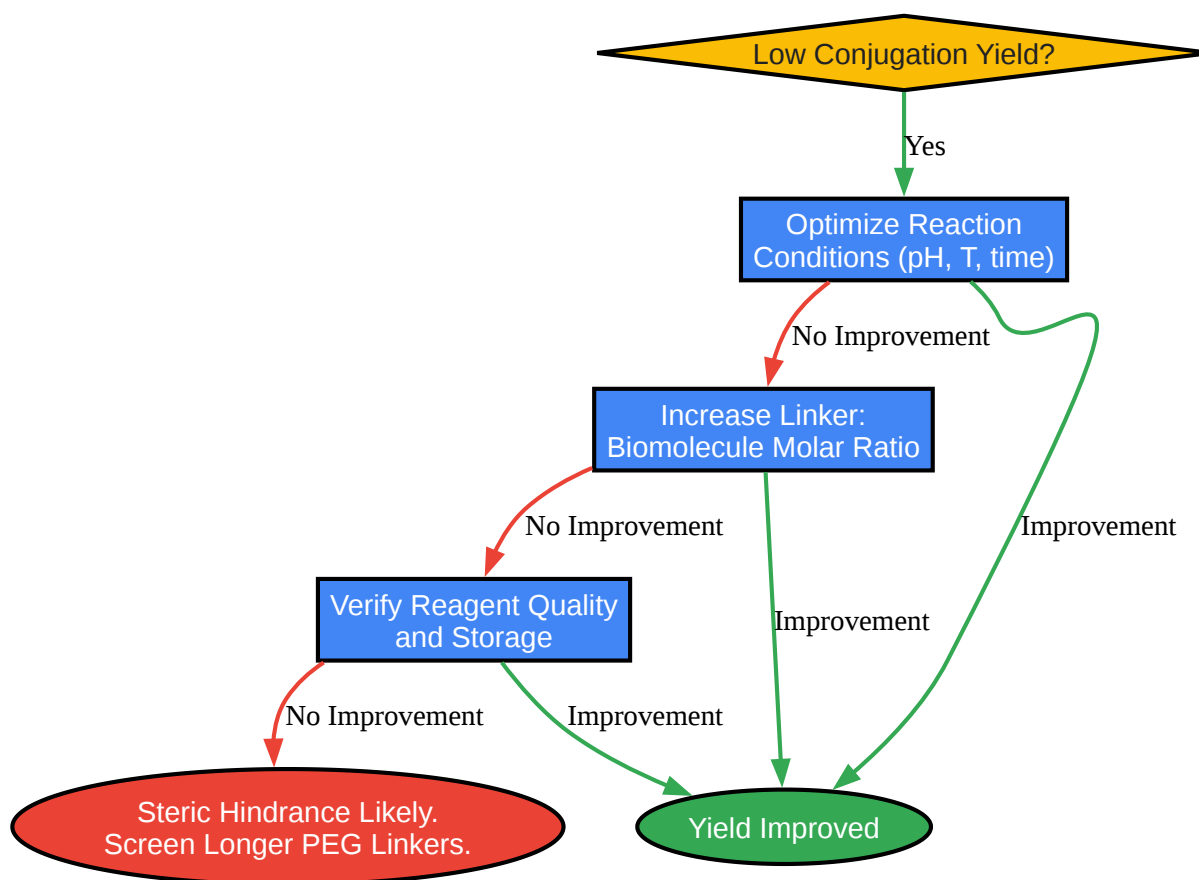 Low Conjugation Yield?
Yes
Optimize Reaction
Conditions (pH, T, time)
No Improvement
Increase Linker:
Biomolecule Molar Ratio
No Improvement
Improvement
Verify Reagent Quality
and Storage
Improvement
No Improvement
Improvement
Steric Hindrance Likely.
Screen Longer PEG Linkers.
Yield Improved